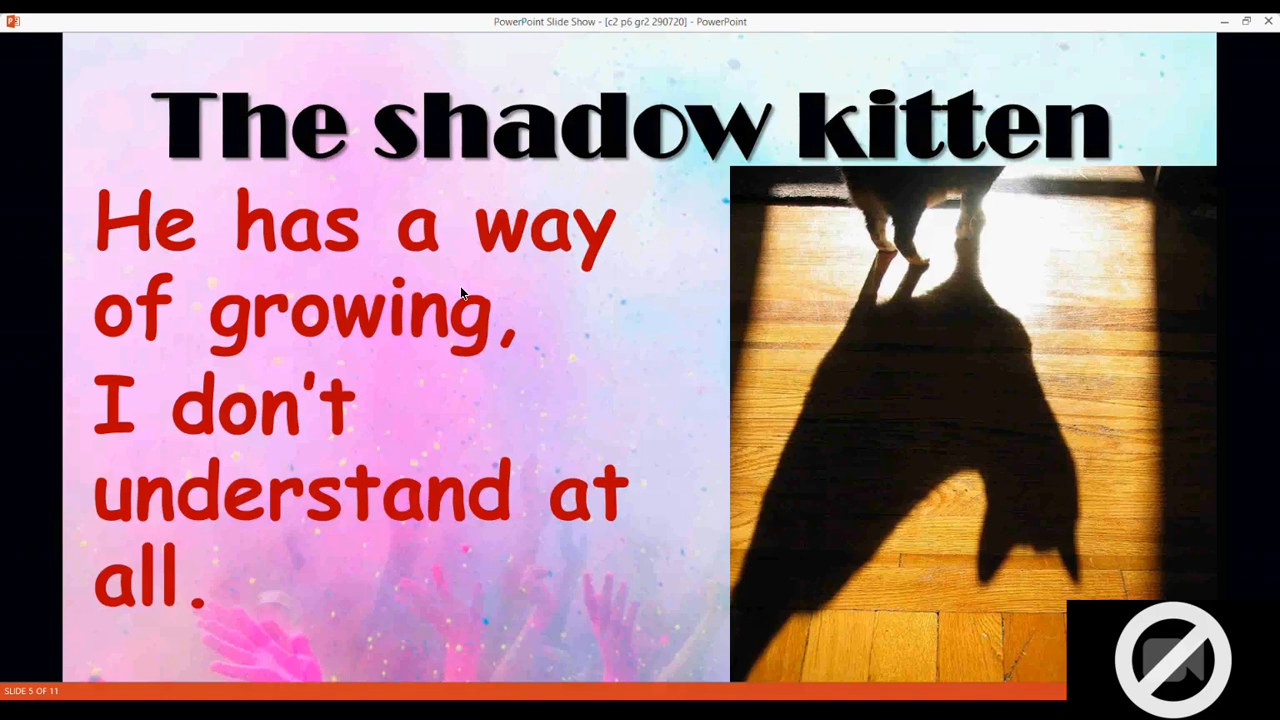 PowerPoint Slide Show - [c2 p6 gr2 290720] - PowerPoint
The shadow kitten
He has a way
of growing,
I don't
understand at
all.
SLIDE 5 OF 11